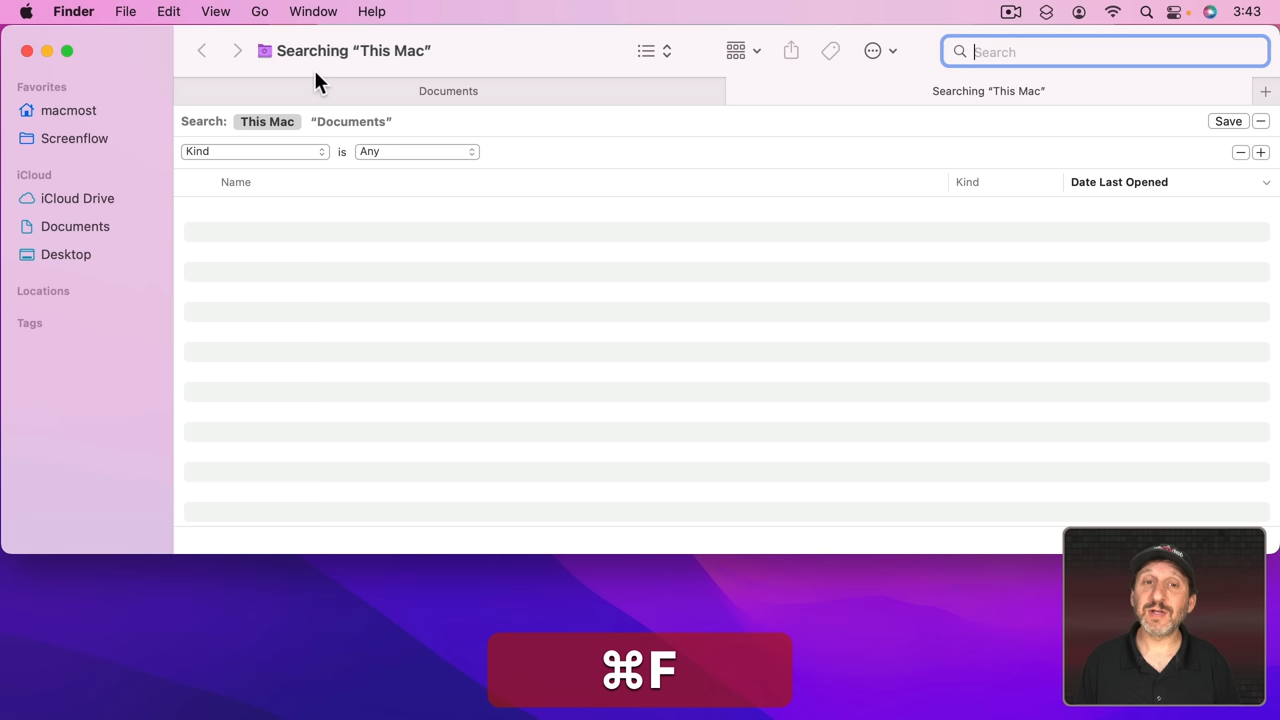 Finder File Edit View Go Window Help 3:43
Searching “This Mac” Search
Documents Searching “This Mac”
Search: This Mac “Documents” Save
Kind is Any
Name Kind Date Last Opened
Favorites
macmost
Screenflow
iCloud
iCloud Drive
Documents
Desktop
Locations
Tags
⌘F